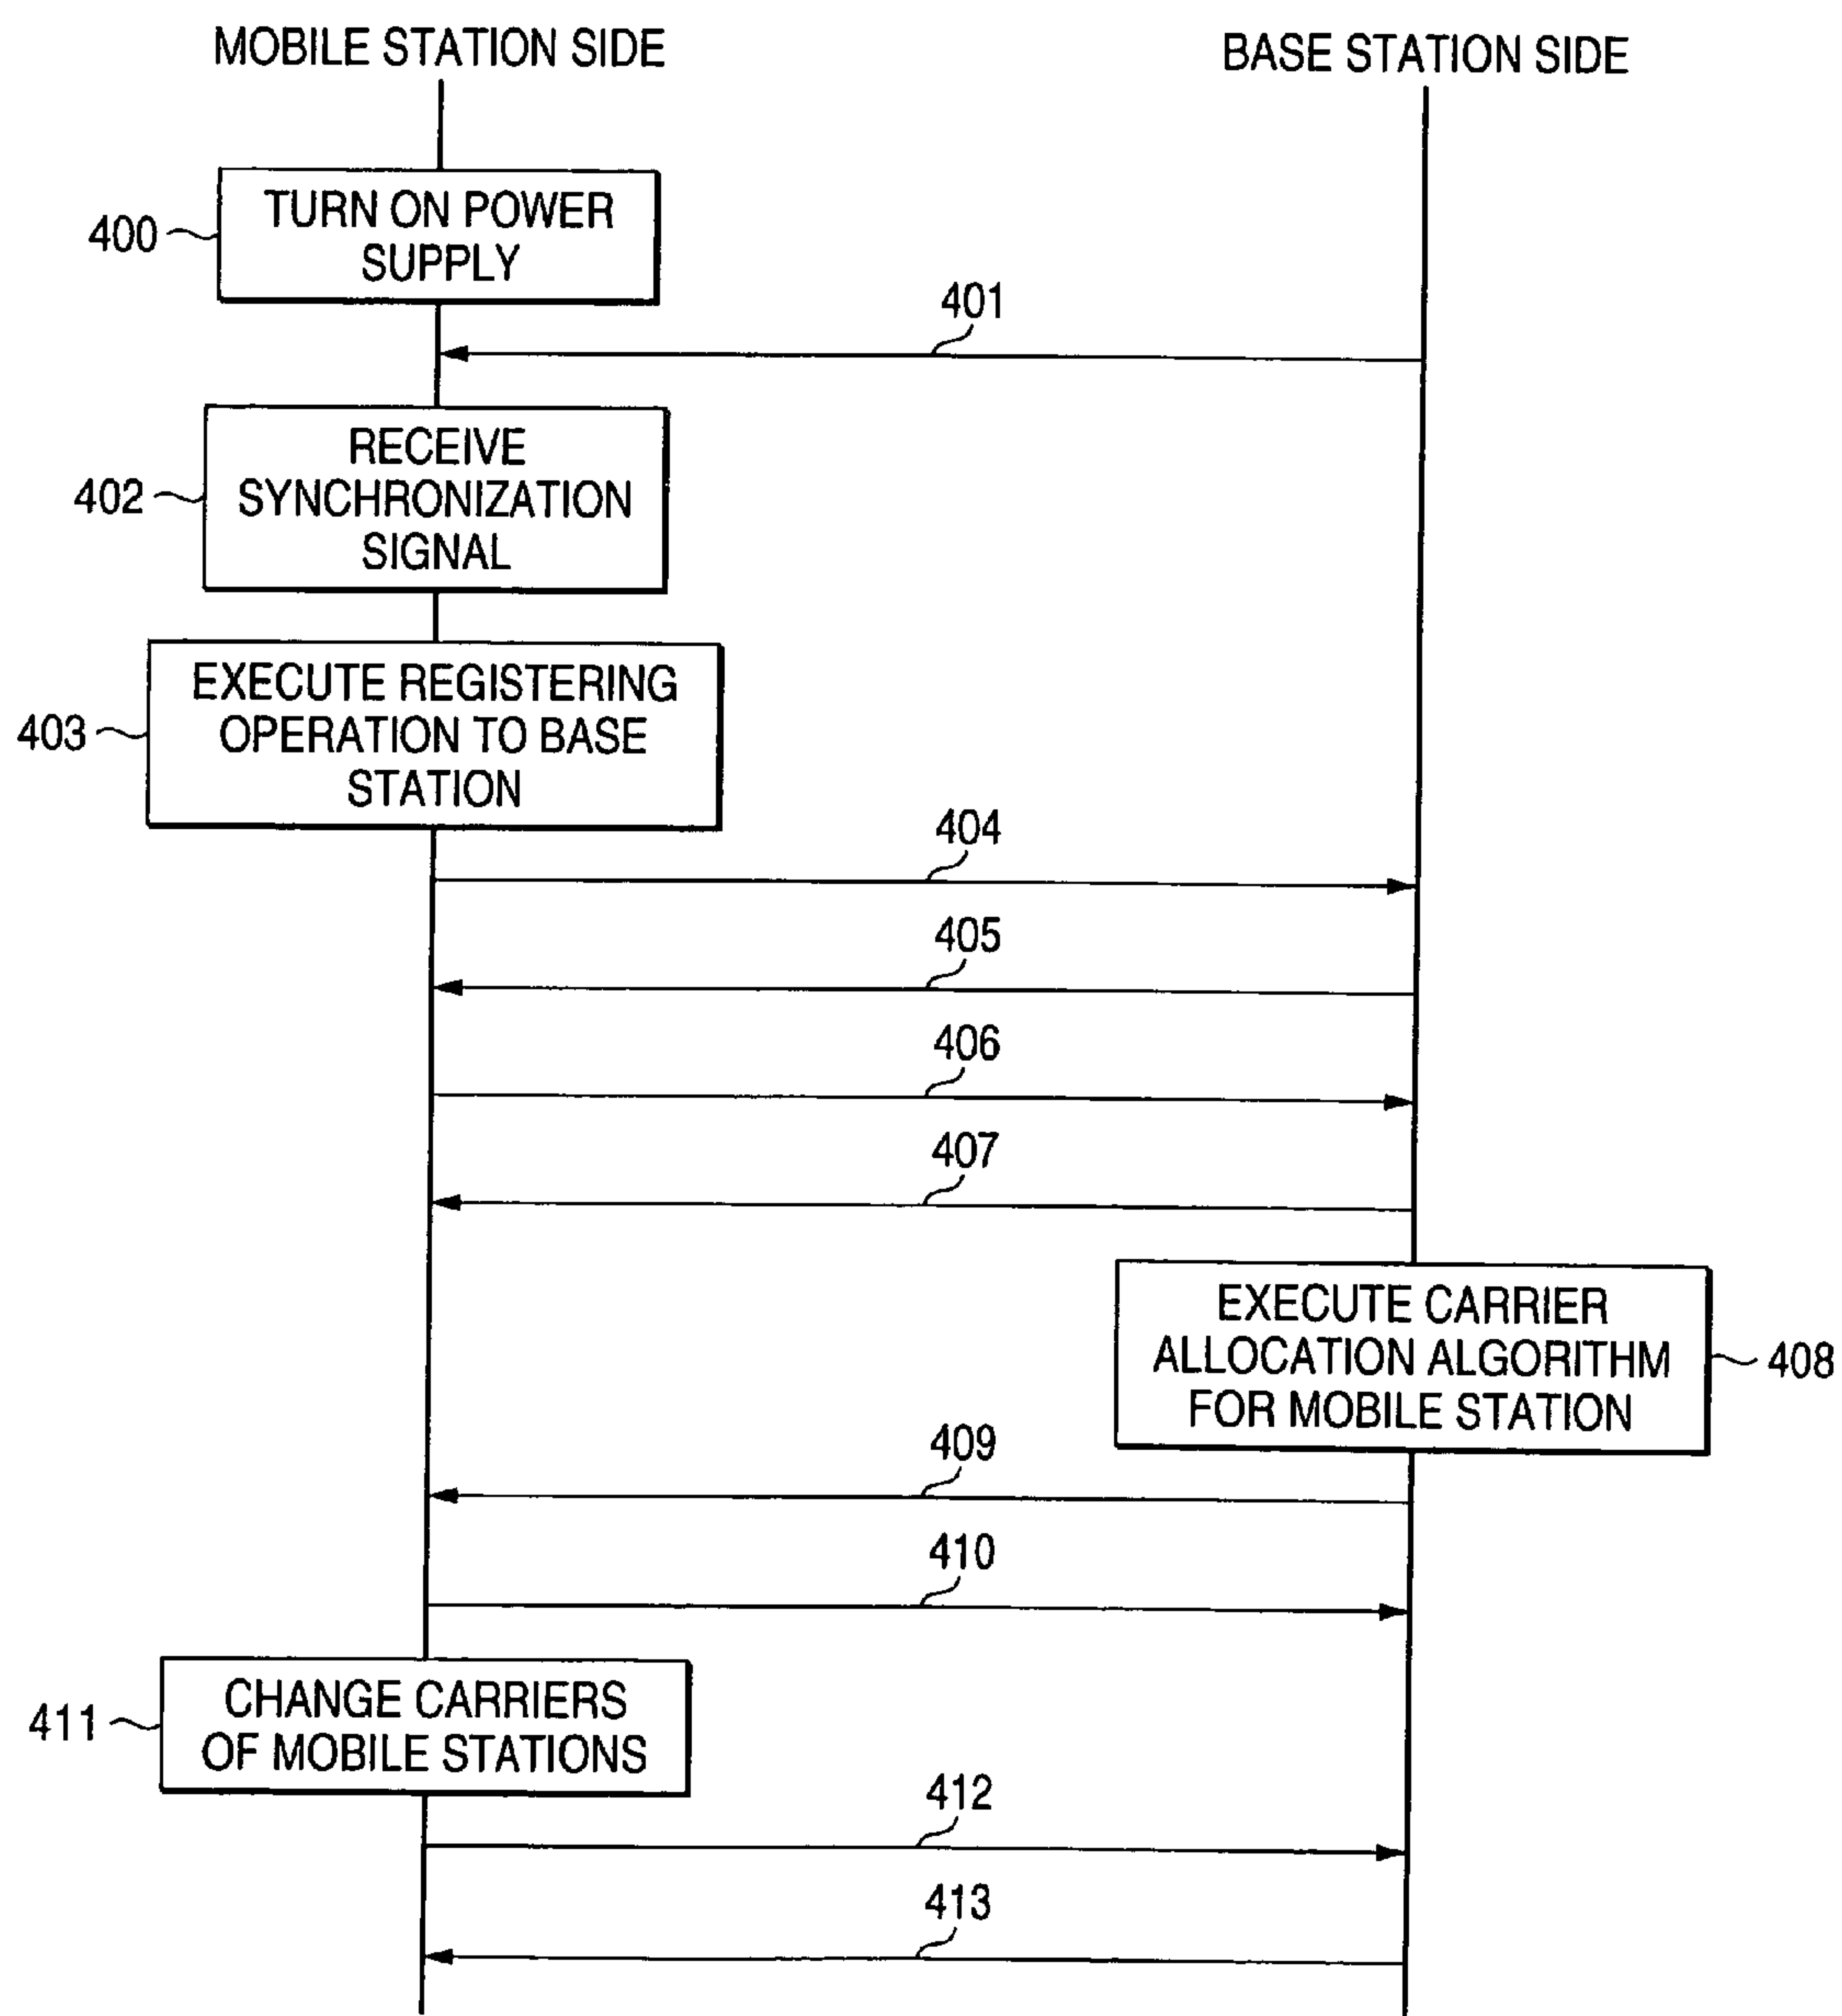 MOBILE STATION SIDE
BASE STATION SIDE
400
TURN ON POWER
SUPPLY
401
402
RECEIVE
SYNCHRONIZATION
SIGNAL
403
EXECUTE REGISTERING
OPERATION TO BASE
STATION
404
405
406
407
EXECUTE CARRIER
ALLOCATION ALGORITHM
FOR MOBILE STATION
408
409
410
411
CHANGE CARRIERS
OF MOBILE STATIONS
412
413